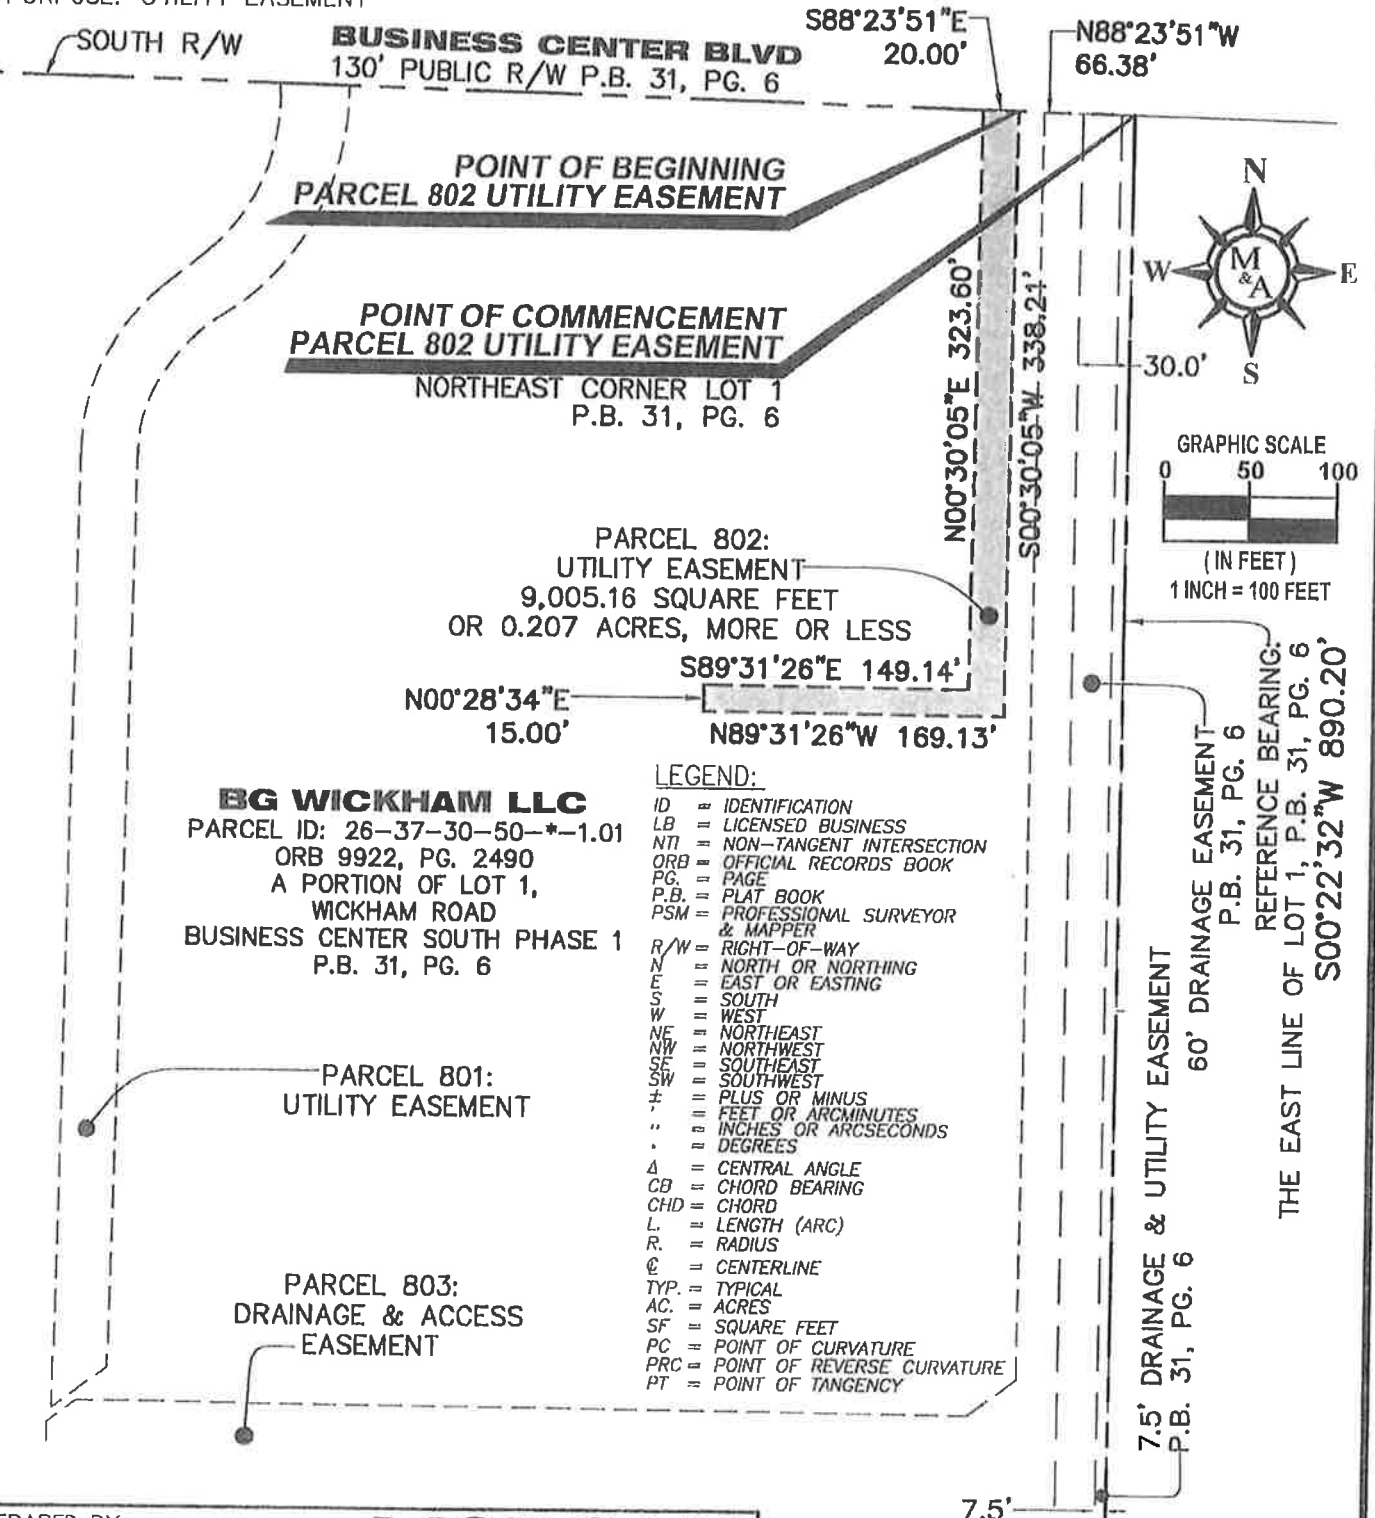 SOUTH R/W
BUSINESS CENTER BLVD
130' PUBLIC R/W P.B. 31, PG. 6
S88°23'51"E
20.00'
N88°23'51"W
66.38'
POINT OF BEGINNING
PARCEL 802 UTILITY EASEMENT
POINT OF COMMENCEMENT
PARCEL 802 UTILITY EASEMENT
NORTHEAST CORNER LOT 1
P.B. 31, PG. 6
N00°30'05"E 323.60'
S00°30'05"W 338.21'
N
W
E
S
M
&
A
30.0'
GRAPHIC SCALE
0 50 100
(IN FEET)
1 INCH = 100 FEET
PARCEL 802:
UTILITY EASEMENT
9,005.16 SQUARE FEET
OR 0.207 ACRES, MORE OR LESS
S89°31'26"E 149.14'
N00°28'34"E
15.00'
N89°31'26"W 169.13'
BG WICKHAM LLC
PARCEL ID: 26-37-30-50-*-1.01
ORB 9922, PG. 2490
A PORTION OF LOT 1,
WICKHAM ROAD
BUSINESS CENTER SOUTH PHASE 1
P.B. 31, PG. 6
LEGEND:
ID = IDENTIFICATION
LB = LICENSED BUSINESS
NTI = NON-TANGENT INTERSECTION
ORB = OFFICIAL RECORDS BOOK
PG. = PAGE
P.B. = PLAT BOOK
PSM = PROFESSIONAL SURVEYOR
& MAPPER
R/W = RIGHT-OF-WAY
N = NORTH OR NORTHING
E = EAST OR EASTING
S = SOUTH
W = WEST
NE = NORTHEAST
NW = NORTHWEST
SE = SOUTHEAST
SW = SOUTHWEST
± = PLUS OR MINUS
' = FEET OR ARCMINUTES
" = INCHES OR ARCSECONDS
° = DEGREES
Δ = CENTRAL ANGLE
CB = CHORD BEARING
CHD = CHORD
L. = LENGTH (ARC)
R. = RADIUS
℄ = CENTERLINE
TYP. = TYPICAL
AC. = ACRES
SF = SQUARE FEET
PC = POINT OF CURVATURE
PRC = POINT OF REVERSE CURVATURE
PT = POINT OF TANGENCY
PARCEL 801:
UTILITY EASEMENT
PARCEL 803:
DRAINAGE & ACCESS
EASEMENT
7.5' DRAINAGE & UTILITY EASEMENT
P.B. 31, PG. 6
60' DRAINAGE EASEMENT
P.B. 31, PG. 6
REFERENCE BEARING:
THE EAST LINE OF LOT 1, P.B. 31, PG. 6
S00°22'32"W 890.20'
7.5'